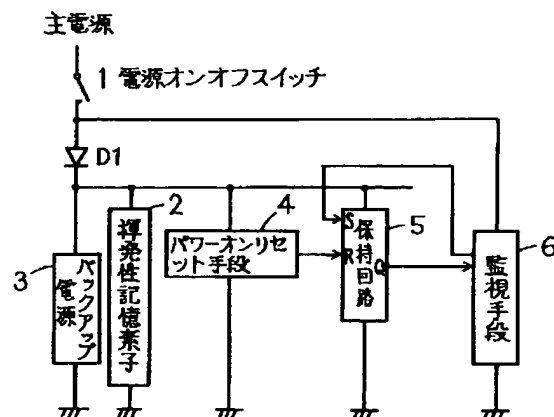 主電源
1 電源オンオフスイッチ
D1
2
揮発性記憶素子
3
バックアップ電源
4
パワーオンリセット手段
5
S
R
Q
保持回路
6
監視手段